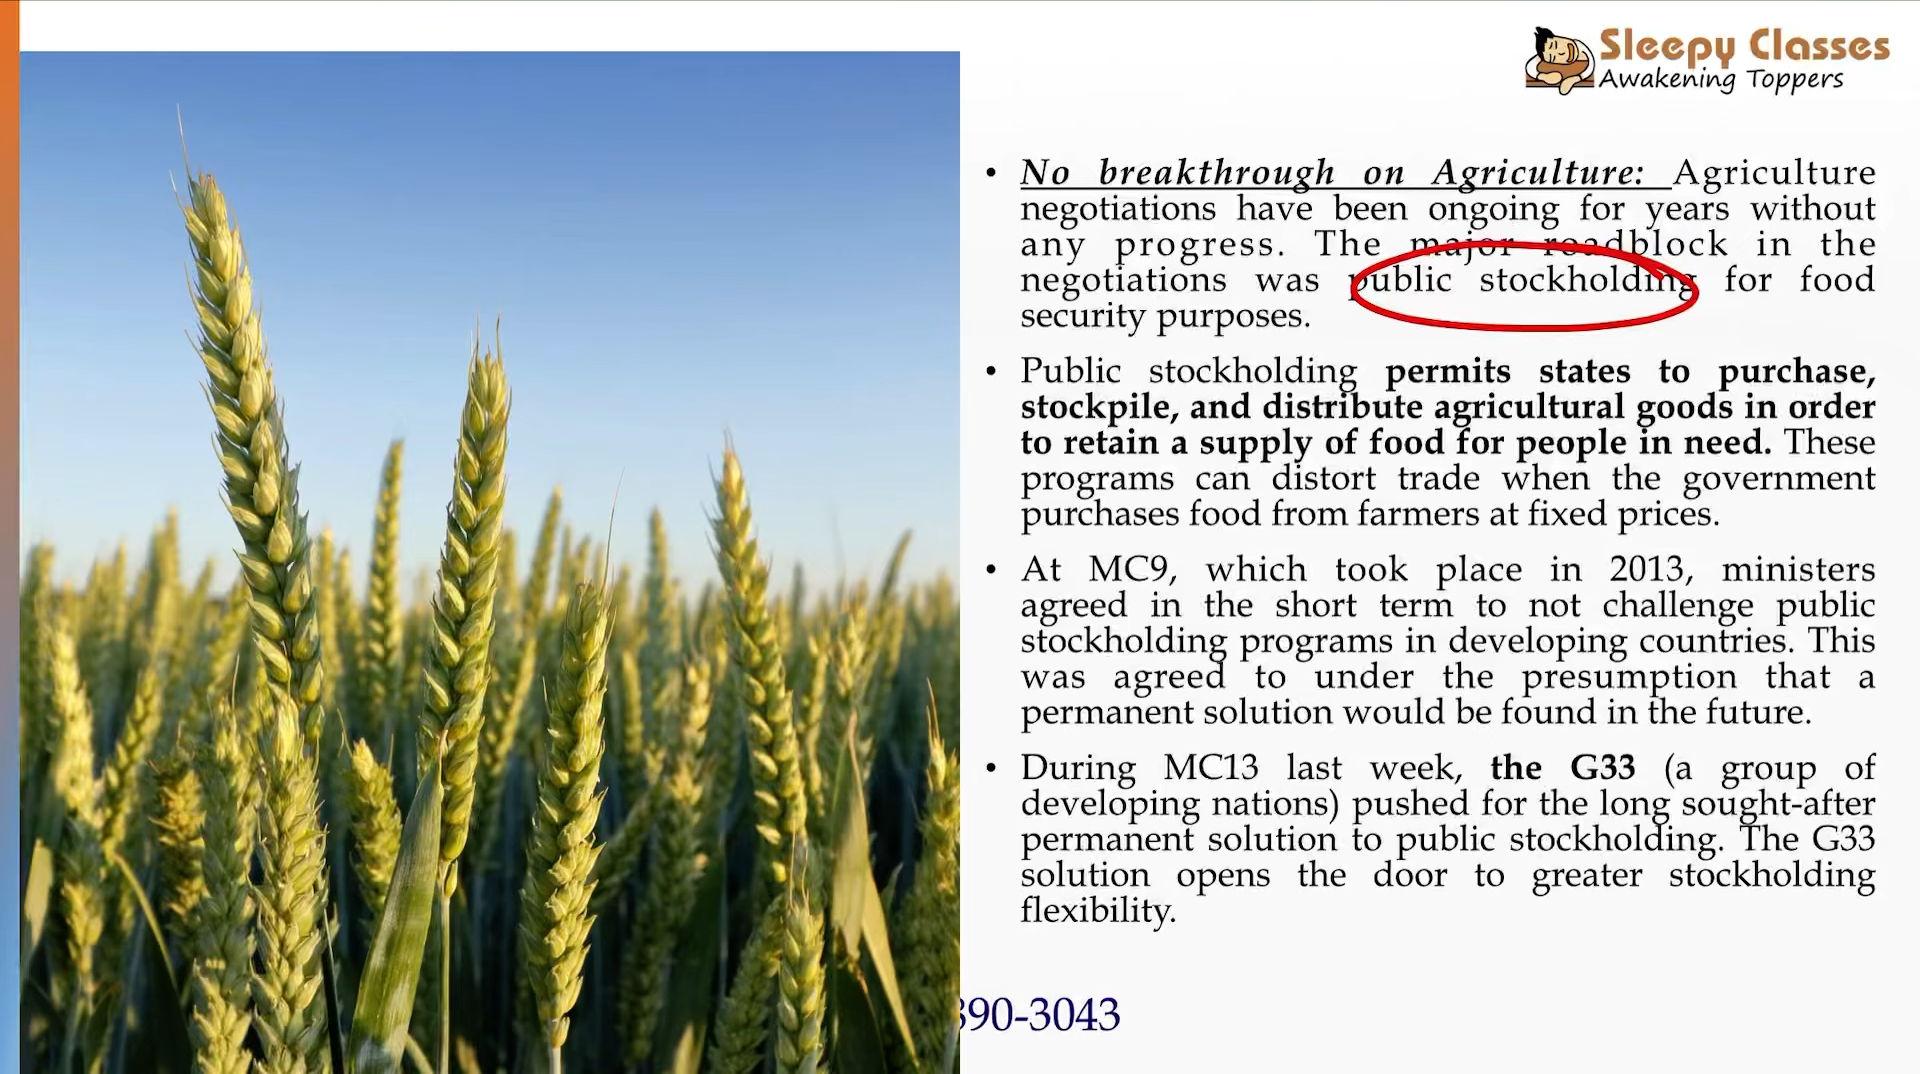 Sleepy Classes
Awakening Toppers
• No breakthrough on Agriculture: Agriculture
negotiations have been ongoing for years without
any progress. The major roadblock in the
negotiations was public stockholding for food
security purposes.
• Public stockholding permits states to purchase,
stockpile, and distribute agricultural goods in order
to retain a supply of food for people in need. These
programs can distort trade when the government
purchases food from farmers at fixed prices.
• At MC9, which took place in 2013, ministers
agreed in the short term to not challenge public
stockholding programs in developing countries. This
was agreed to under the presumption that a
permanent solution would be found in the future.
• During MC13 last week, the G33 (a group of
developing nations) pushed for the long sought-after
permanent solution to public stockholding. The G33
solution opens the door to greater stockholding
flexibility.
90-3043